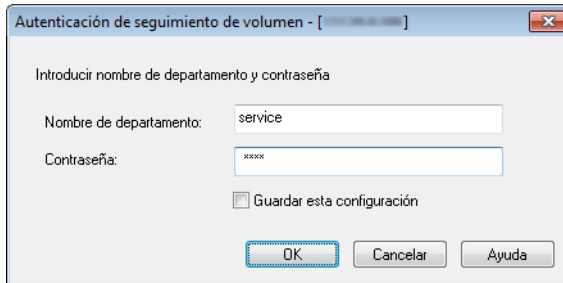 Autenticación de seguimiento de volumen - [ ]
Introducir nombre de departamento y contraseña
Nombre de departamento: service
Contraseña: ****
Guardar esta configuración
OK Cancelar Ayuda